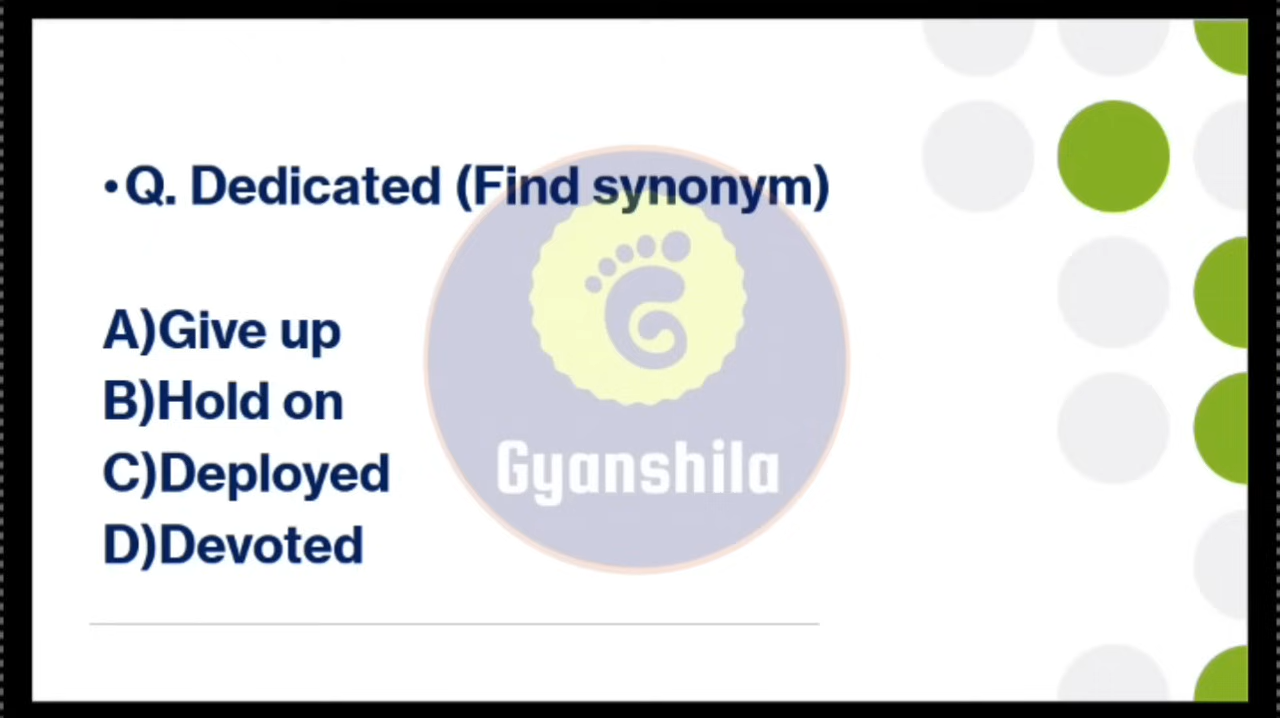 •Q. Dedicated (Find synonym)
A)Give up
B)Hold on
C)Deployed
D)Devoted
Gyanshila